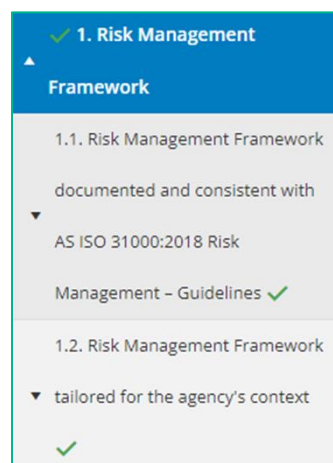 ✓ 1. Risk Management
Framework
1.1. Risk Management Framework
documented and consistent with
AS ISO 31000:2018 Risk
Management – Guidelines ✓
1.2. Risk Management Framework
tailored for the agency's context
✓